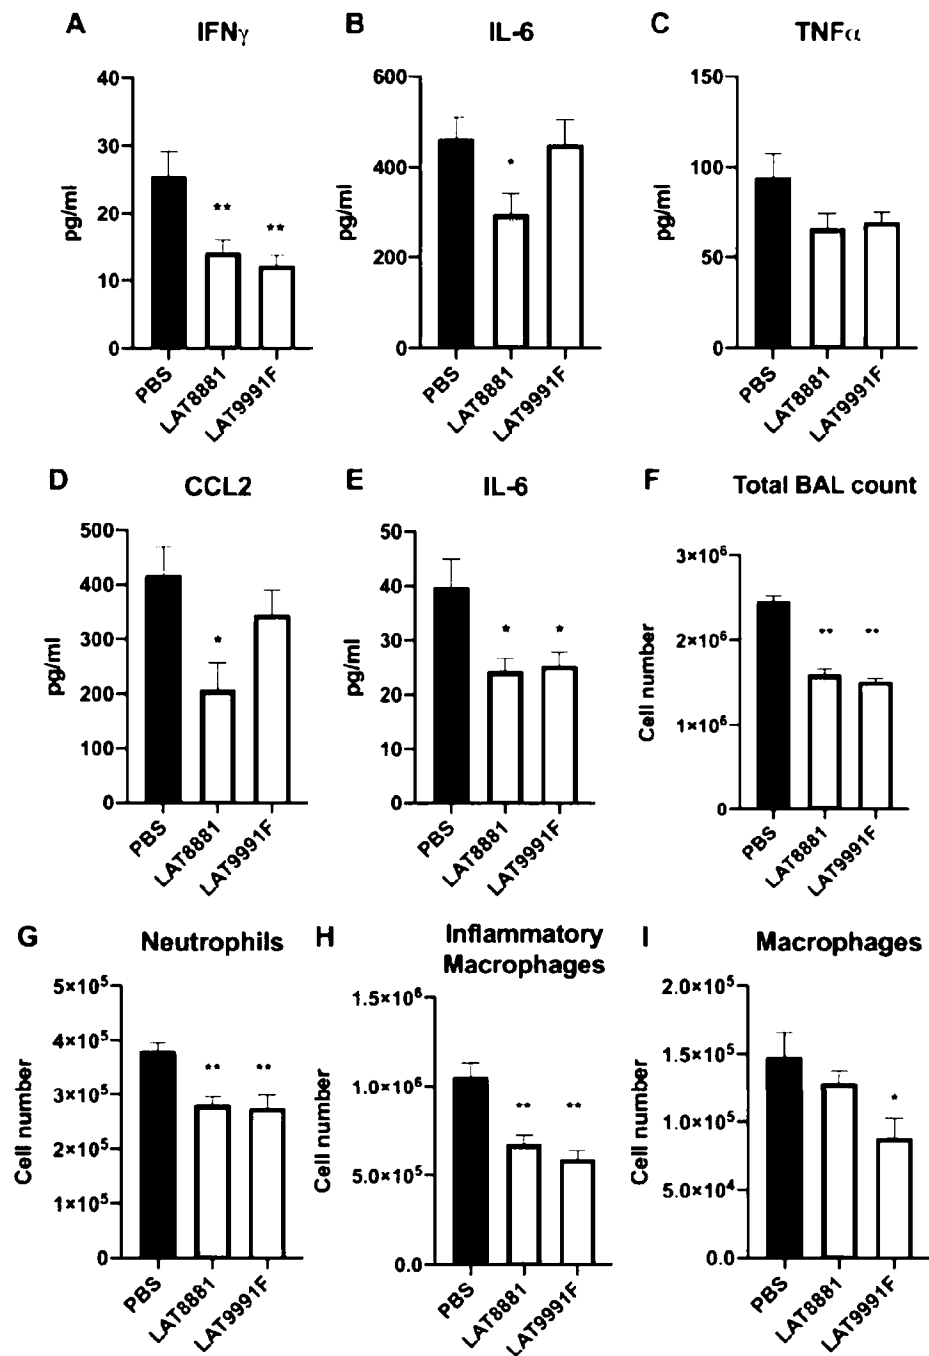 A IFNγ
40
30
20
10
0
pg/ml
**
**
PBS
LAT8881
LAT9991F
B IL-6
600
400
200
0
pg/ml
*
PBS
LAT8881
LAT9991F
C TNFα
150
100
50
0
pg/ml
PBS
LAT8881
LAT9991F
D CCL2
500
400
300
200
100
0
pg/ml
*
PBS
LAT8881
LAT9991F
E IL-6
50
40
30
20
10
0
pg/ml
*
*
PBS
LAT8881
LAT9991F
F Total BAL count
3×10⁶
2×10⁶
1×10⁶
0
Cell number
**
**
PBS
LAT8881
LAT9991F
G Neutrophils
5×10⁵
4×10⁵
3×10⁵
2×10⁵
1×10⁵
0
Cell number
**
**
PBS
LAT8881
LAT9991F
H Inflammatory
Macrophages
1.5×10⁶
1.0×10⁶
5.0×10⁵
0.0
Cell number
**
**
PBS
LAT8881
LAT9991F
I Macrophages
2.0×10⁵
1.5×10⁵
1.0×10⁵
5.0×10⁴
0.0
Cell number
*
PBS
LAT8881
LAT9991F